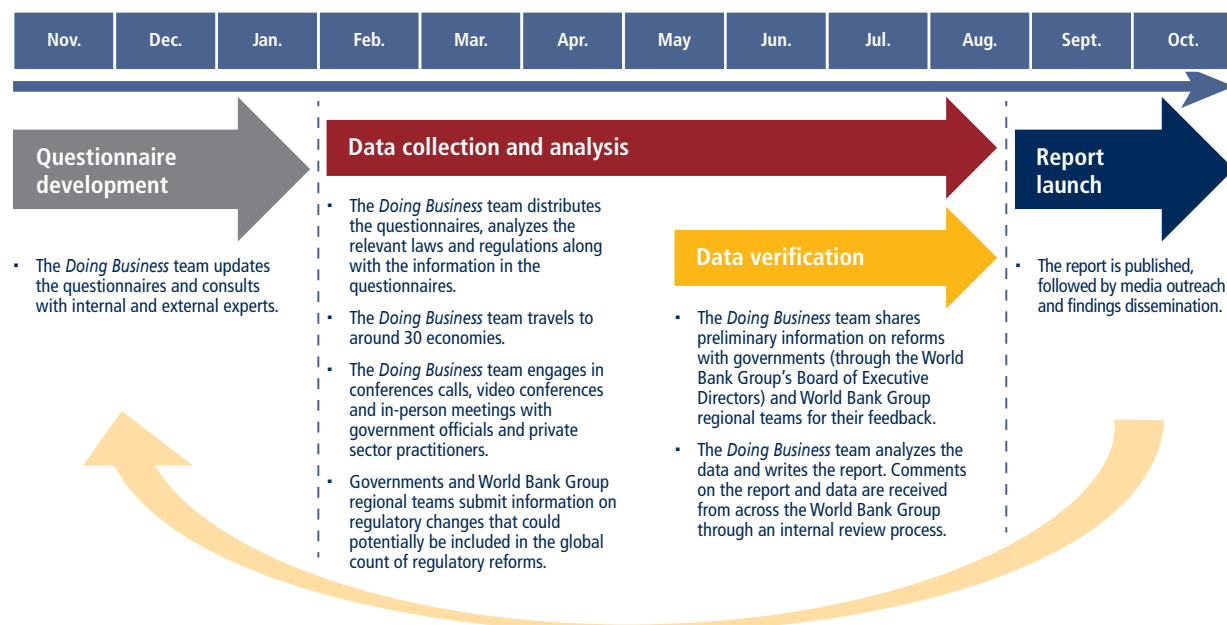 Nov. Dec. Jan. Feb. Mar. Apr. May Jun. Jul. Aug. Sept. Oct.
Questionnaire
development
▪ The Doing Business team updates
the questionnaires and consults
with internal and external experts.
Data collection and analysis
▪ The Doing Business team distributes
the questionnaires, analyzes the
relevant laws and regulations along
with the information in the
questionnaires.
▪ The Doing Business team travels to
around 30 economies.
▪ The Doing Business team engages in
conferences calls, video conferences
and in-person meetings with
government officials and private
sector practitioners.
▪ Governments and World Bank Group
regional teams submit information on
regulatory changes that could
potentially be included in the global
count of regulatory reforms.
Data verification
▪ The Doing Business team shares
preliminary information on reforms
with governments (through the World
Bank Group's Board of Executive
Directors) and World Bank Group
regional teams for their feedback.
▪ The Doing Business team analyzes the
data and writes the report. Comments
on the report and data are received
from across the World Bank Group
through an internal review process.
Report
launch
▪ The report is published,
followed by media outreach
and findings dissemination.